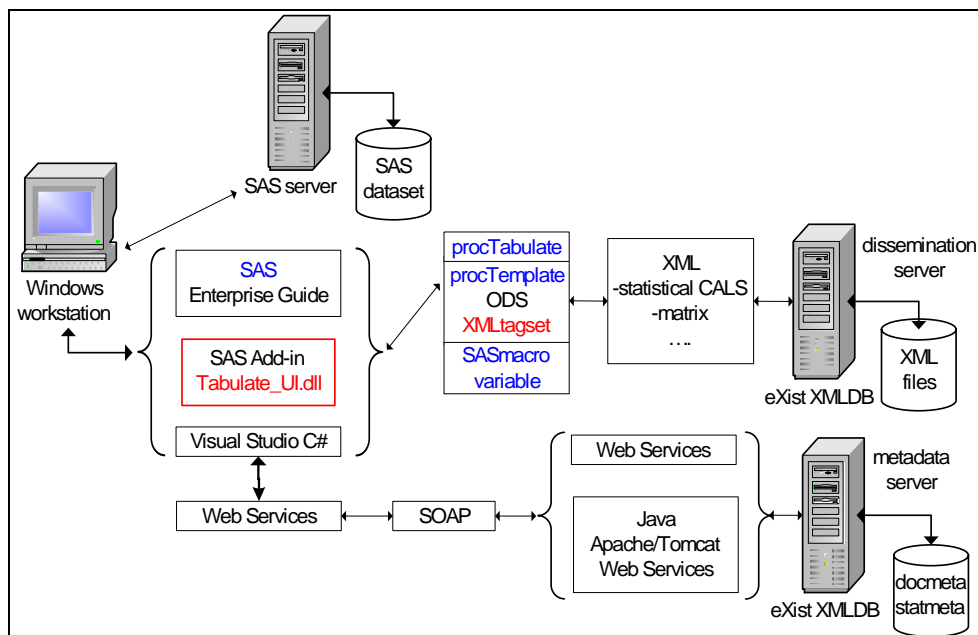 SAS server
SAS
dataset
Windows
workstation
SAS
Enterprise Guide
SAS Add-in
Tabulate_UI.dll
Visual Studio C#
procTabulate
procTemplate
ODS
XMLtagset
SASmacro
variable
XML
-statistical CALS
-matrix
....
dissemination
server
eXist XMLDB
XML
files
Web Services
SOAP
Web Services
Java
Apache/Tomcat
Web Services
metadata
server
eXist XMLDB
docmeta
statmeta